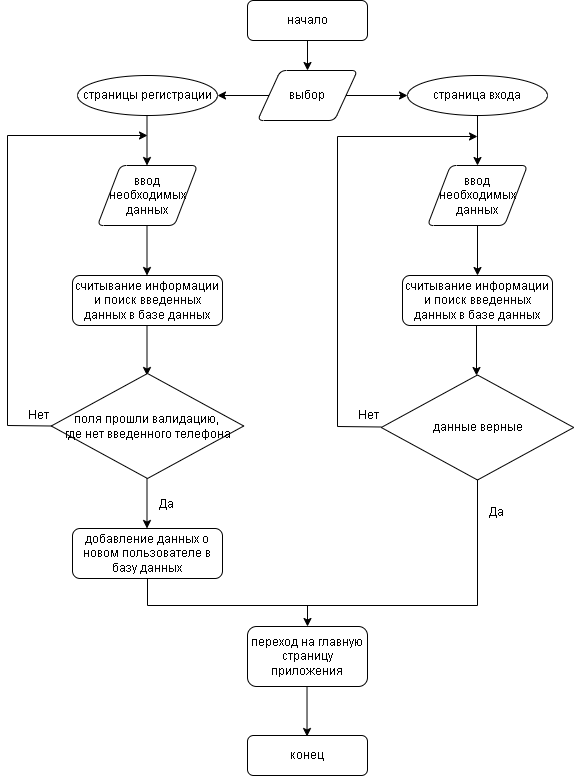 начало
страницы регистрации
выбор
страница входа
ввод
необходимых
данных
ввод
необходимых
данных
считывание информации
и поиск введенных
данных в базе данных
считывание информации
и поиск введенных
данных в базе данных
Нет
поля прошли валидацию,
где нет введенного телефона
Нет
данные верные
Да
Да
добавление данных о
новом пользователе в
базу данных
переход на главную
страницу
приложения
конец